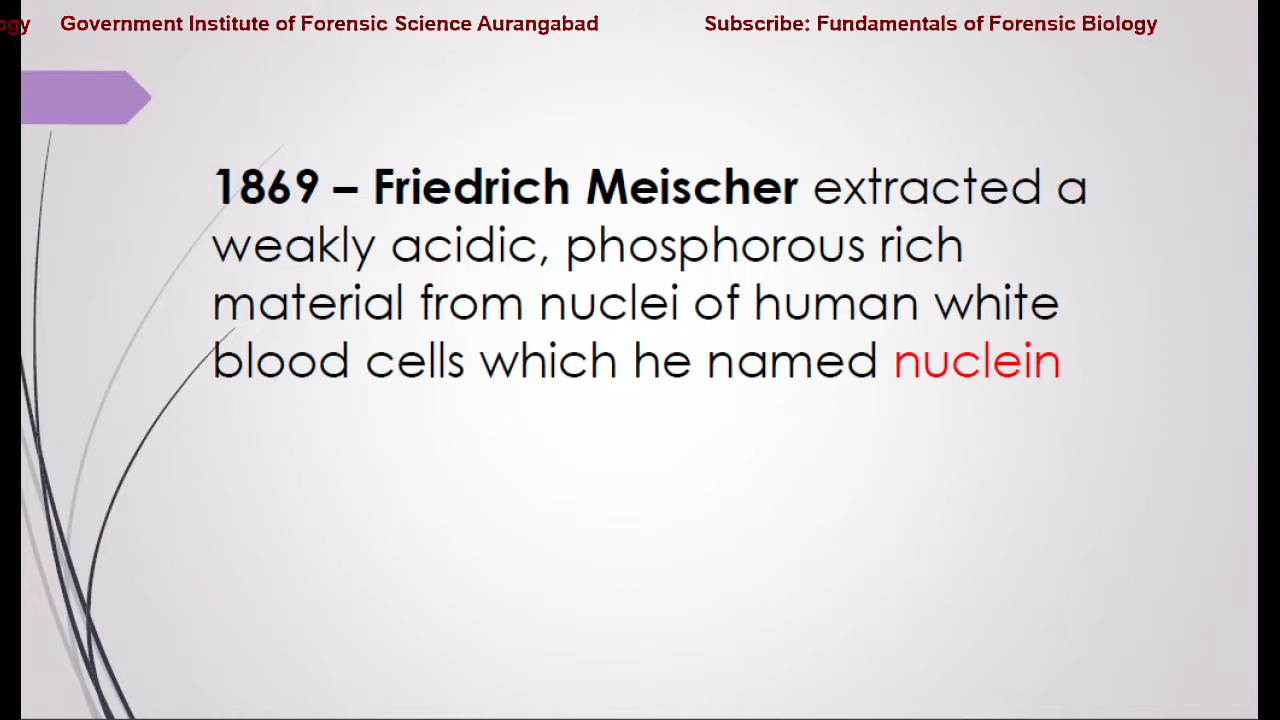 ogy Government Institute of Forensic Science Aurangabad Subscribe: Fundamentals of Forensic Biology
1869 – Friedrich Meischer extracted a
weakly acidic, phosphorous rich
material from nuclei of human white
blood cells which he named nuclein